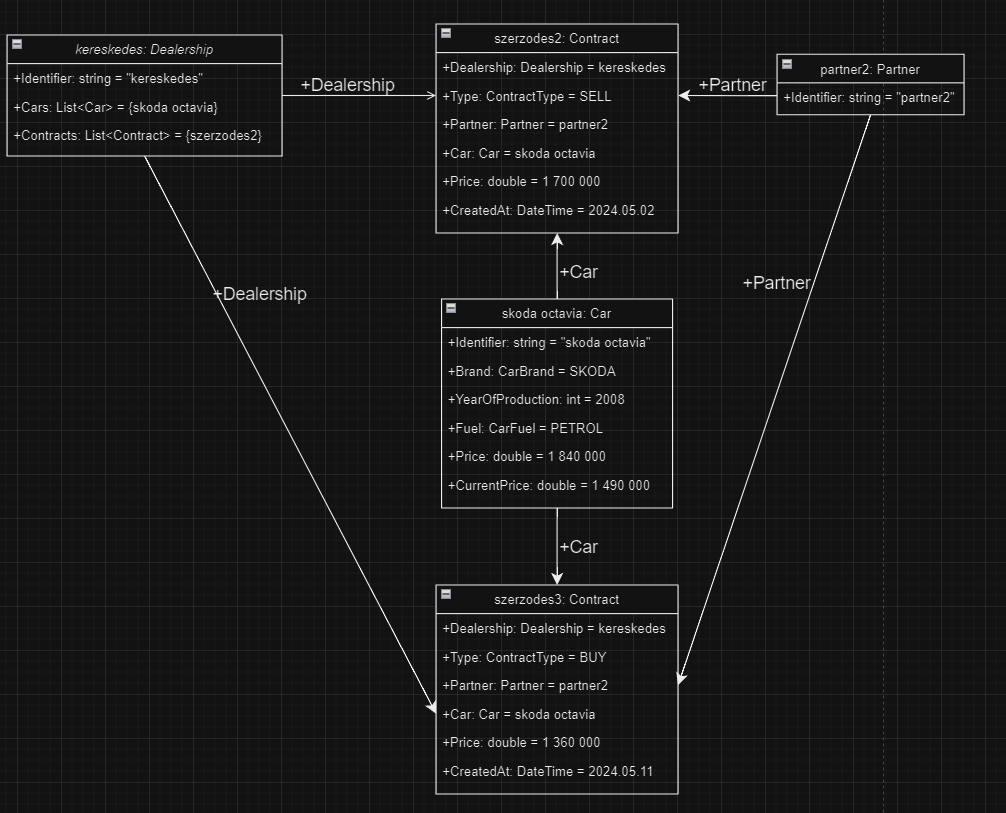 kereskedes: Dealership
+Identifier: string = "kereskedes"
+Cars: List<Car> = {skoda octavia}
+Contracts: List<Contract> = {szerzodes2}
+Dealership
szerzodes2: Contract
+Dealership: Dealership = kereskedes
+Type: ContractType = SELL
+Partner: Partner = partner2
+Car: Car = skoda octavia
+Price: double = 1 700 000
+CreatedAt: DateTime = 2024.05.02
+Partner
partner2: Partner
+Identifier: string = "partner2"
+Car
+Dealership
+Partner
skoda octavia: Car
+Identifier: string = "skoda octavia"
+Brand: CarBrand = SKODA
+YearOfProduction: int = 2008
+Fuel: CarFuel = PETROL
+Price: double = 1 840 000
+CurrentPrice: double = 1 490 000
+Car
szerzodes3: Contract
+Dealership: Dealership = kereskedes
+Type: ContractType = BUY
+Partner: Partner = partner2
+Car: Car = skoda octavia
+Price: double = 1 360 000
+CreatedAt: DateTime = 2024.05.11